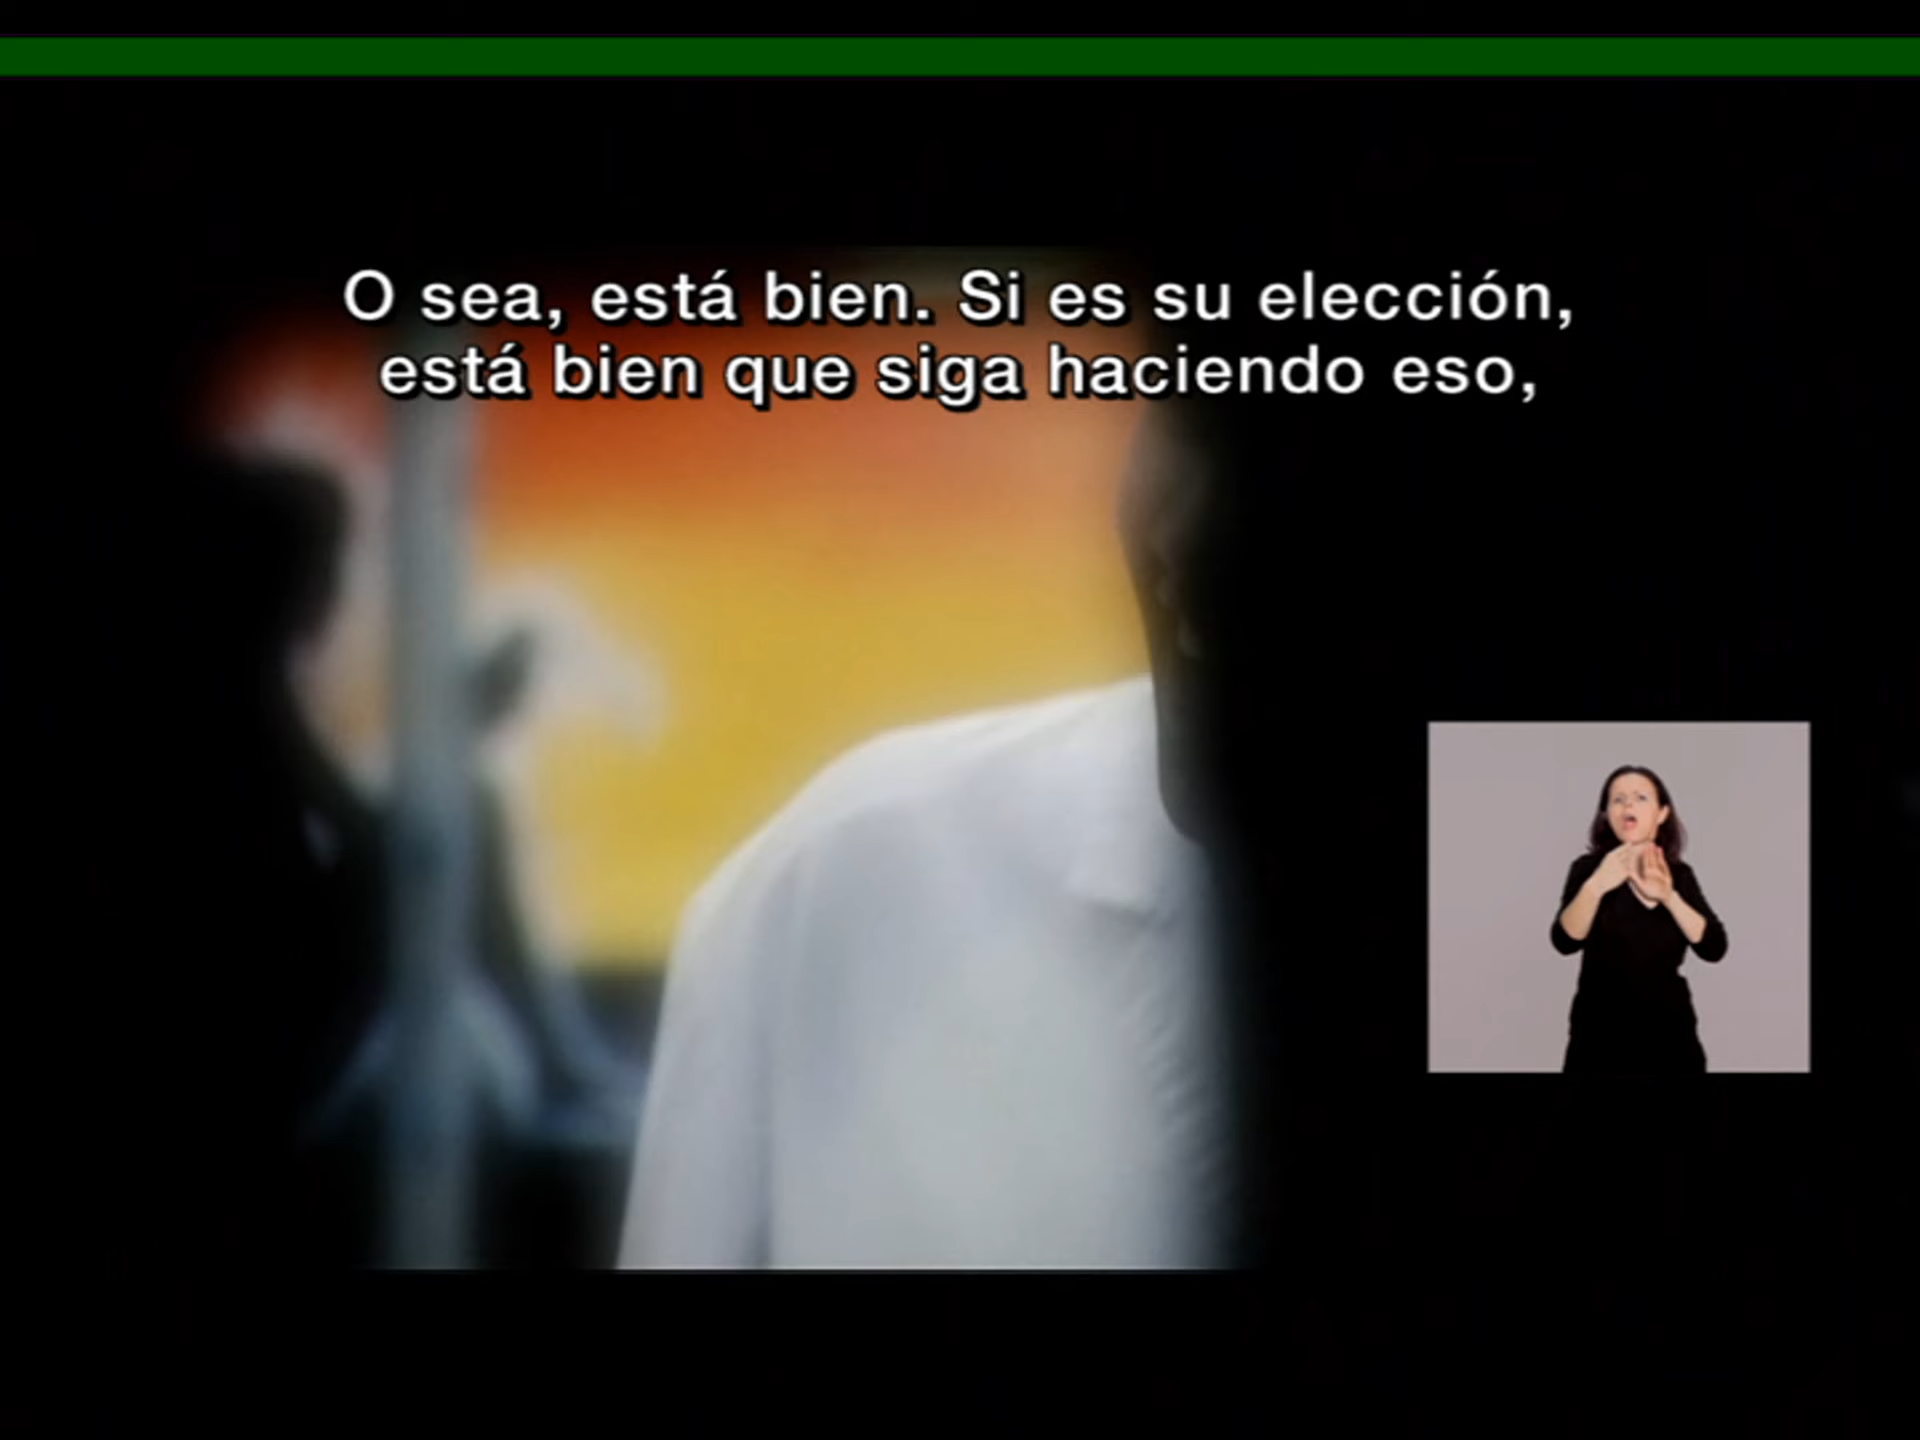 O sea, está bien. Si es su elección,
está bien que siga haciendo eso,